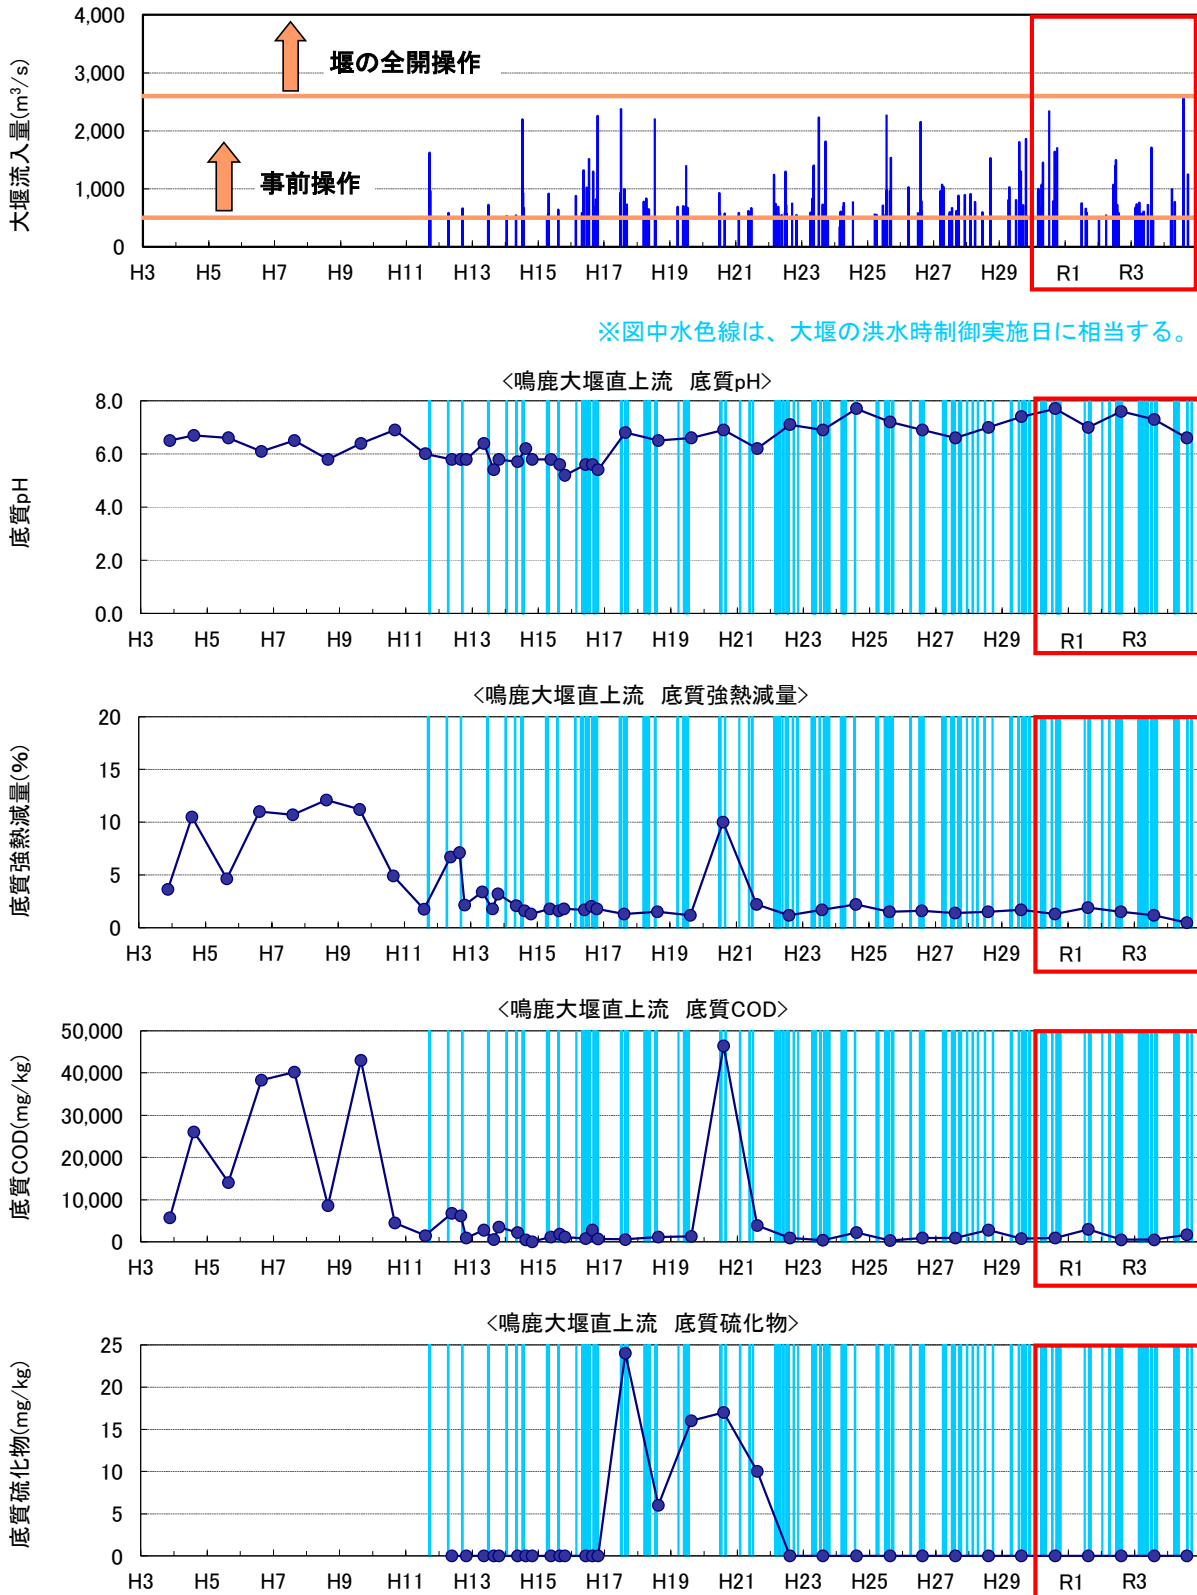 大堰流入量(m³/s)
4,000
3,000
2,000
1,000
0
堰の全開操作
事前操作
H3 H5 H7 H9 H11 H13 H15 H17 H19 H21 H23 H25 H27 H29 R1 R3
※図中水色線は、大堰の洪水時制御実施日に相当する。
<鳴鹿大堰直上流 底質pH>
底質pH
8.0
6.0
4.0
2.0
0.0
H3 H5 H7 H9 H11 H13 H15 H17 H19 H21 H23 H25 H27 H29 R1 R3
<鳴鹿大堰直上流 底質強熱減量>
底質強熱減量(%)
20
15
10
5
0
H3 H5 H7 H9 H11 H13 H15 H17 H19 H21 H23 H25 H27 H29 R1 R3
<鳴鹿大堰直上流 底質COD>
底質COD(mg/kg)
50,000
40,000
30,000
20,000
10,000
0
H3 H5 H7 H9 H11 H13 H15 H17 H19 H21 H23 H25 H27 H29 R1 R3
<鳴鹿大堰直上流 底質硫化物>
底質硫化物(mg/kg)
25
20
15
10
5
0
H3 H5 H7 H9 H11 H13 H15 H17 H19 H21 H23 H25 H27 H29 R1 R3